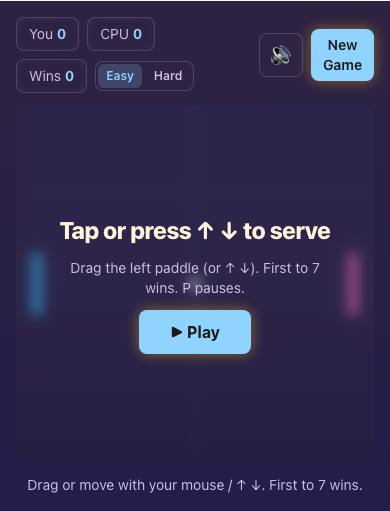 You 0
CPU 0
Wins 0
Easy
Hard
New
Game
Tap or press ↑ ↓ to serve
Drag the left paddle (or ↑ ↓). First to 7
wins. P pauses.
Play
Drag or move with your mouse / ↑ ↓. First to 7 wins.